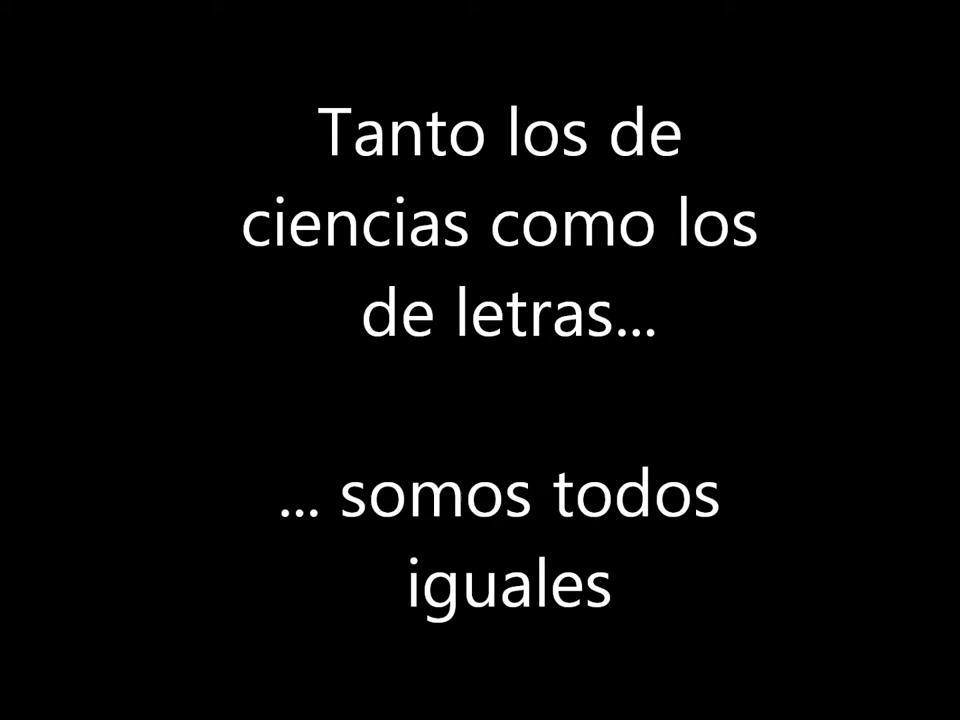 Tanto los de
ciencias como los
de letras...
... somos todos
iguales